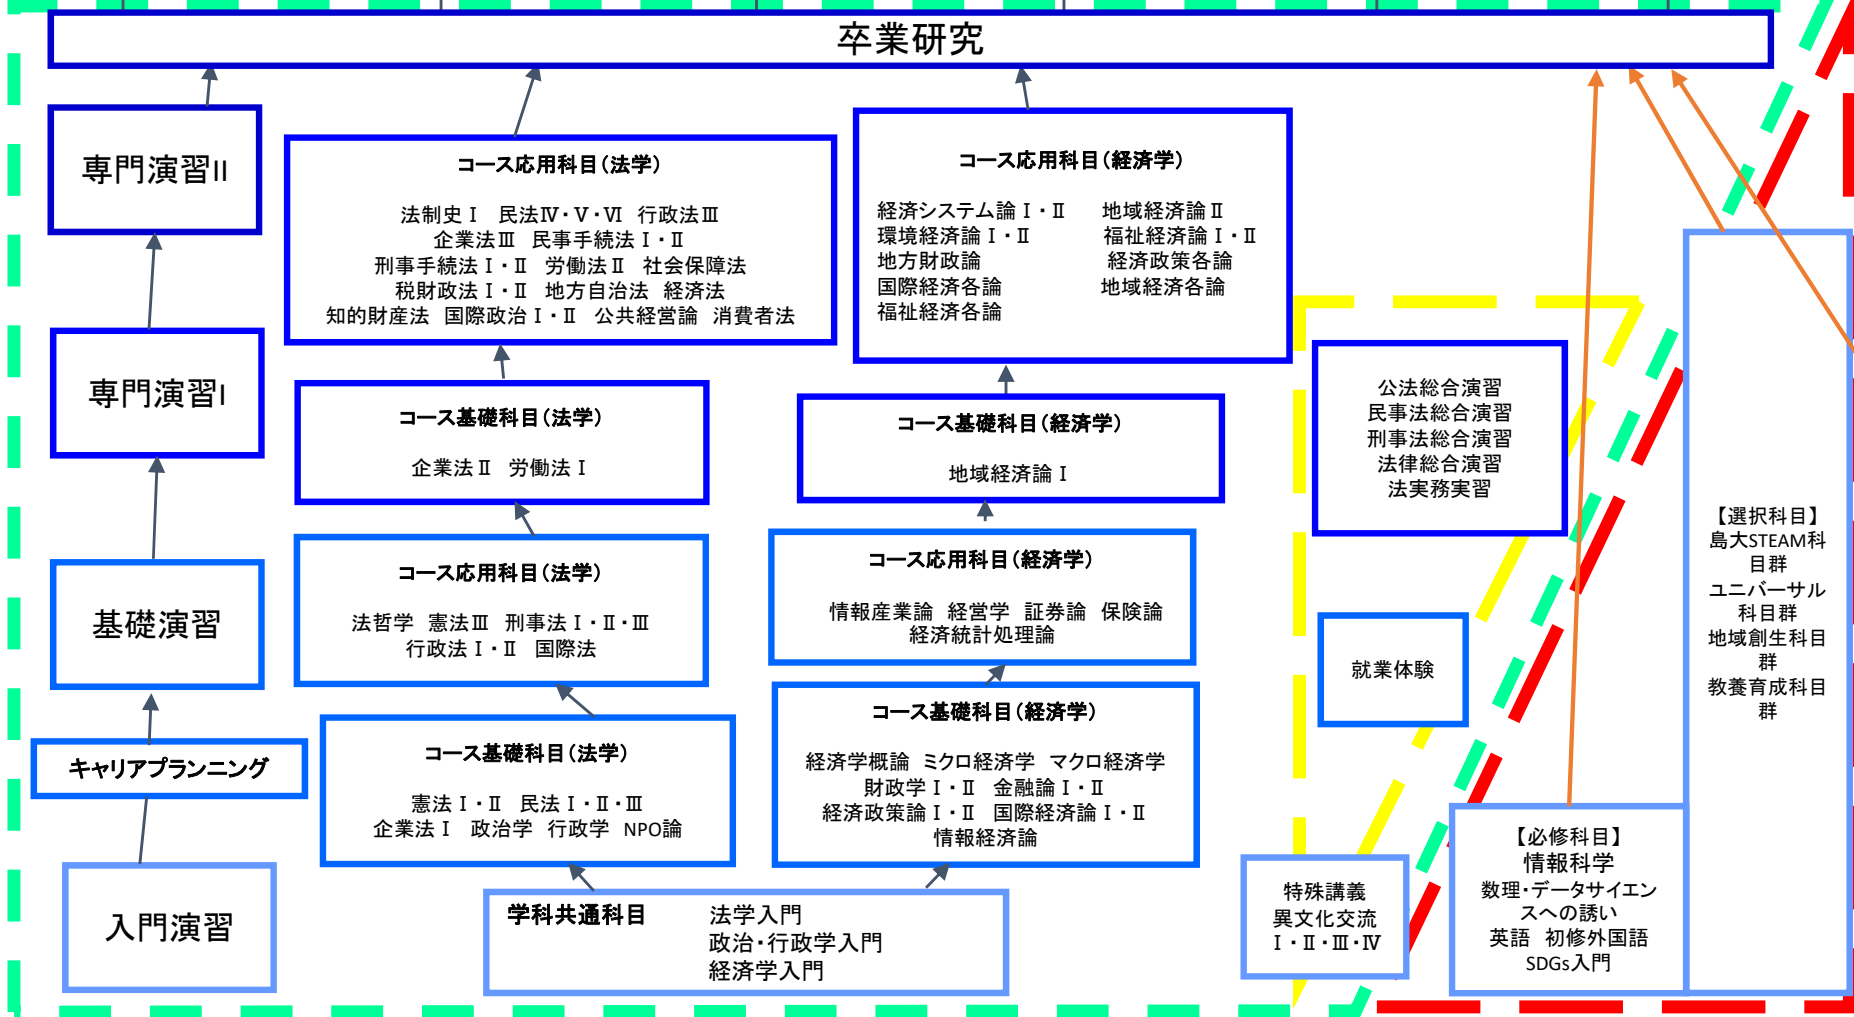 卒業研究
専門演習II
専門演習I
基礎演習
キャリアプランニング
入門演習
コース応用科目(法学)
法制史Ⅰ 民法Ⅳ・Ⅴ・Ⅵ 行政法Ⅲ
企業法Ⅲ 民事手続法Ⅰ・Ⅱ
刑事手続法Ⅰ・Ⅱ 労働法Ⅱ 社会保障法
税財政法Ⅰ・Ⅱ 地方自治法 経済法
知的財産法 国際政治Ⅰ・Ⅱ 公共経営論 消費者法
コース基礎科目(法学)
企業法Ⅱ 労働法Ⅰ
コース応用科目(法学)
法哲学 憲法Ⅲ 刑事法Ⅰ・Ⅱ・Ⅲ
行政法Ⅰ・Ⅱ 国際法
コース基礎科目(法学)
憲法Ⅰ・Ⅱ 民法Ⅰ・Ⅱ・Ⅲ
企業法Ⅰ 政治学 行政学 NPO論
コース応用科目(経済学)
経済システム論Ⅰ・Ⅱ 地域経済論Ⅱ
環境経済論Ⅰ・Ⅱ 福祉経済論Ⅰ・Ⅱ
地方財政論 経済政策各論
国際経済各論 地域経済各論
福祉経済各論
コース基礎科目(経済学)
地域経済論Ⅰ
コース応用科目(経済学)
情報産業論 経営学 証券論 保険論
経済統計処理論
コース基礎科目(経済学)
経済学概論 ミクロ経済学 マクロ経済学
財政学Ⅰ・Ⅱ 金融論Ⅰ・Ⅱ
経済政策論Ⅰ・Ⅱ 国際経済論Ⅰ・Ⅱ
情報経済論
学科共通科目 法学入門
政治・行政学入門
経済学入門
公法総合演習
民事法総合演習
刑事法総合演習
法律総合演習
法実務実習
就業体験
特殊講義
異文化交流
Ⅰ・Ⅱ・Ⅲ・Ⅳ
【必修科目】
情報科学
数理・データサイエン
スへの誘い
英語 初修外国語
SDGs入門
【選択科目】
島大STEAM科
目群
ユニバーサル
科目群
地域創生科目
群
教養育成科目
群